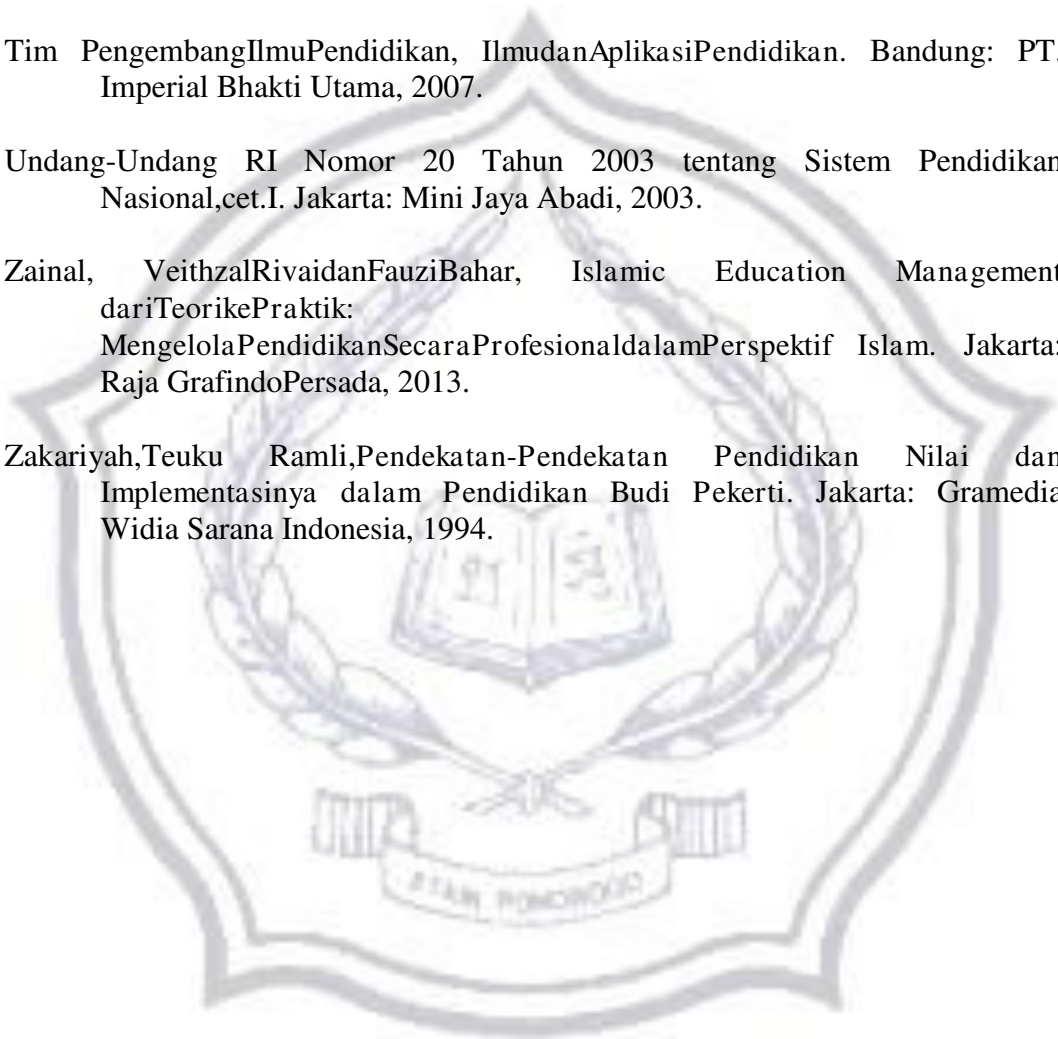 Tim PengembangIlmuPendidikan, IlmudanAplikasiPendidikan. Bandung: PT.
Imperial Bhakti Utama, 2007.
Undang-Undang RI Nomor 20 Tahun 2003 tentang Sistem Pendidikan
Nasional,cet.I. Jakarta: Mini Jaya Abadi, 2003.
Zainal, VeithzalRivaidanFauziBahar, Islamic Education Management
dariTeorikePraktik:
MengelolaPendidikanSecaraProfesionaldalamPerspektif Islam. Jakarta:
Raja GrafindoPersada, 2013.
Zakariyah,Teuku Ramli,Pendekatan-Pendekatan Pendidikan Nilai dan
Implementasinya dalam Pendidikan Budi Pekerti. Jakarta: Gramedia
Widia Sarana Indonesia, 1994.
STAIN PONOROGO